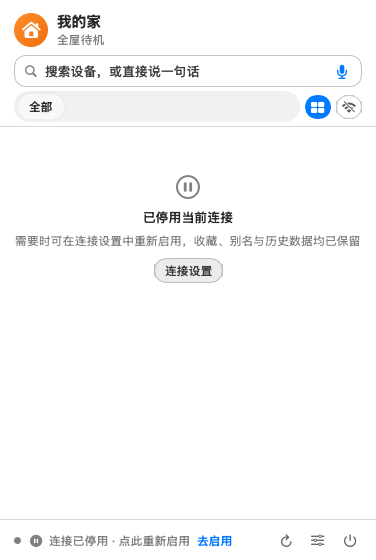 我的家
全屋待机
搜索设备，或直接说一句话
全部
已停用当前连接
需要时可在连接设置中重新启用，收藏、别名与历史数据均已保留
连接设置
连接已停用 · 点此重新启用 去启用